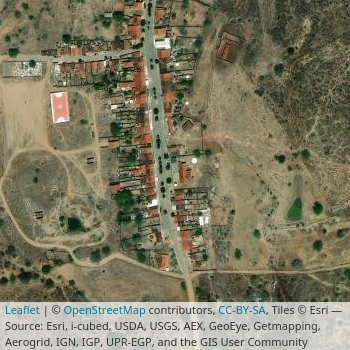 Leaflet | © OpenStreetMap contributors, CC-BY-SA, Tiles © Esri —
Source: Esri, i-cubed, USDA, USGS, AEX, GeoEye, Getmapping,
Aerogrid, IGN, IGP, UPR-EGP, and the GIS User Community